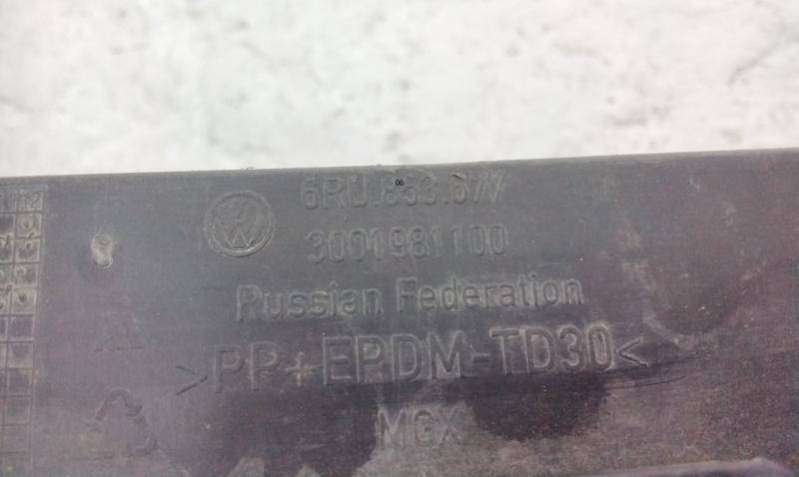 6RU.853.677
3001981100
Russian Federation
>PP+EPDM-TD30<
MGX